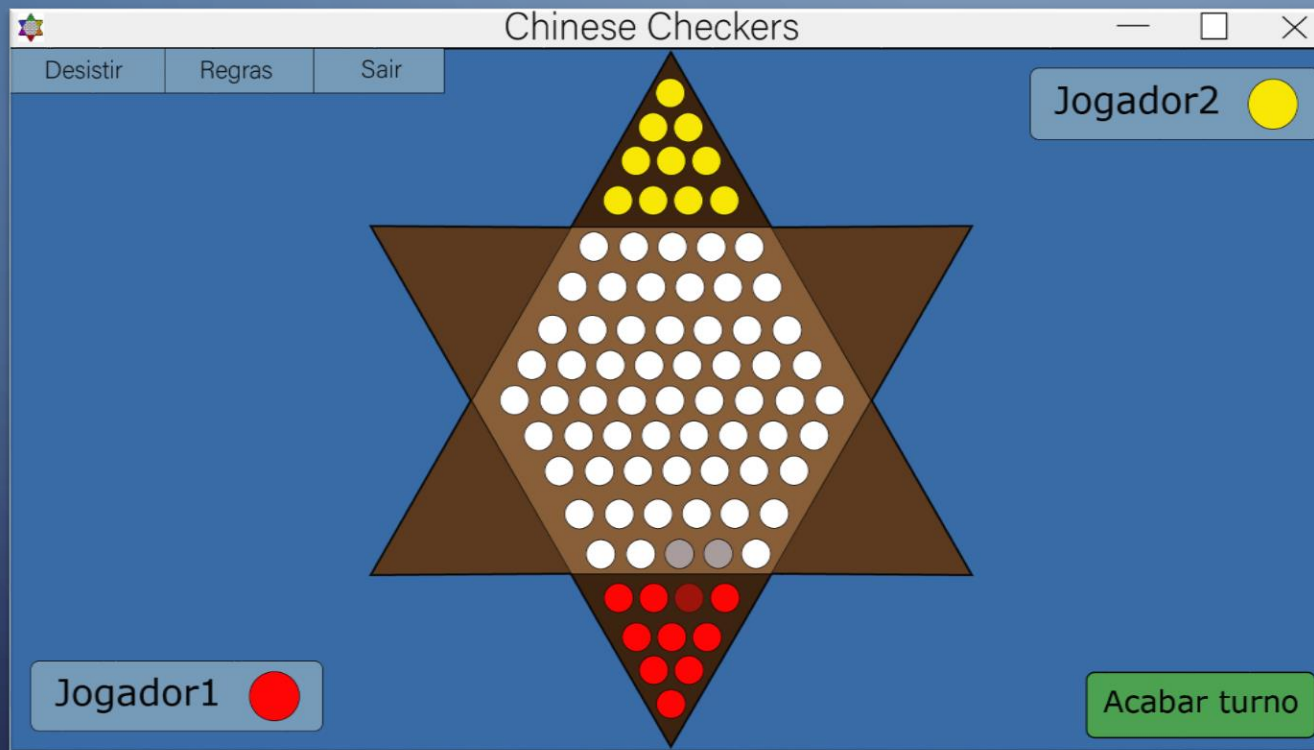 Chinese Checkers
Desistir Regras Sair
Jogador2
Jogador1
Acabar turno